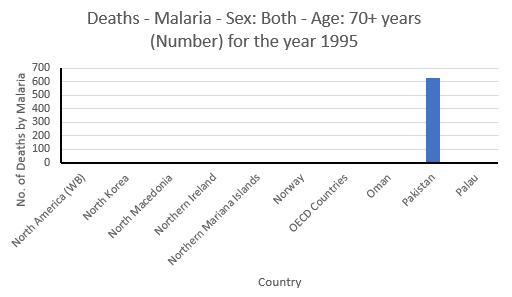 Deaths - Malaria - Sex: Both - Age: 70+ years
(Number) for the year 1995
No. of Deaths by Malaria
700
600
500
400
300
200
100
0
North America (WB)
North Korea
North Macedonia
Northern Ireland
Northern Mariana Islands
Norway
OECD Countries
Oman
Pakistan
Palau
Country